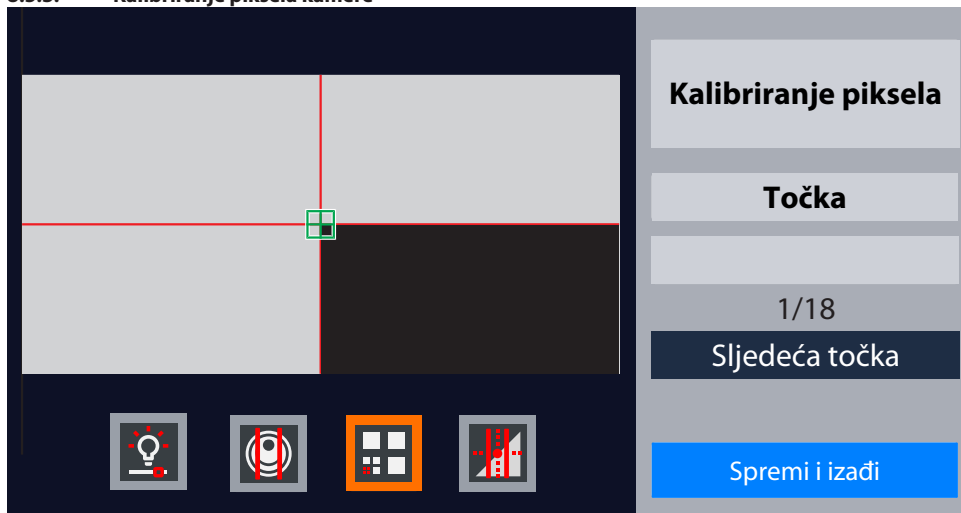 Kalibriranje piksela
Točka
1/18
Sljedeća točka
Spremi i izađi